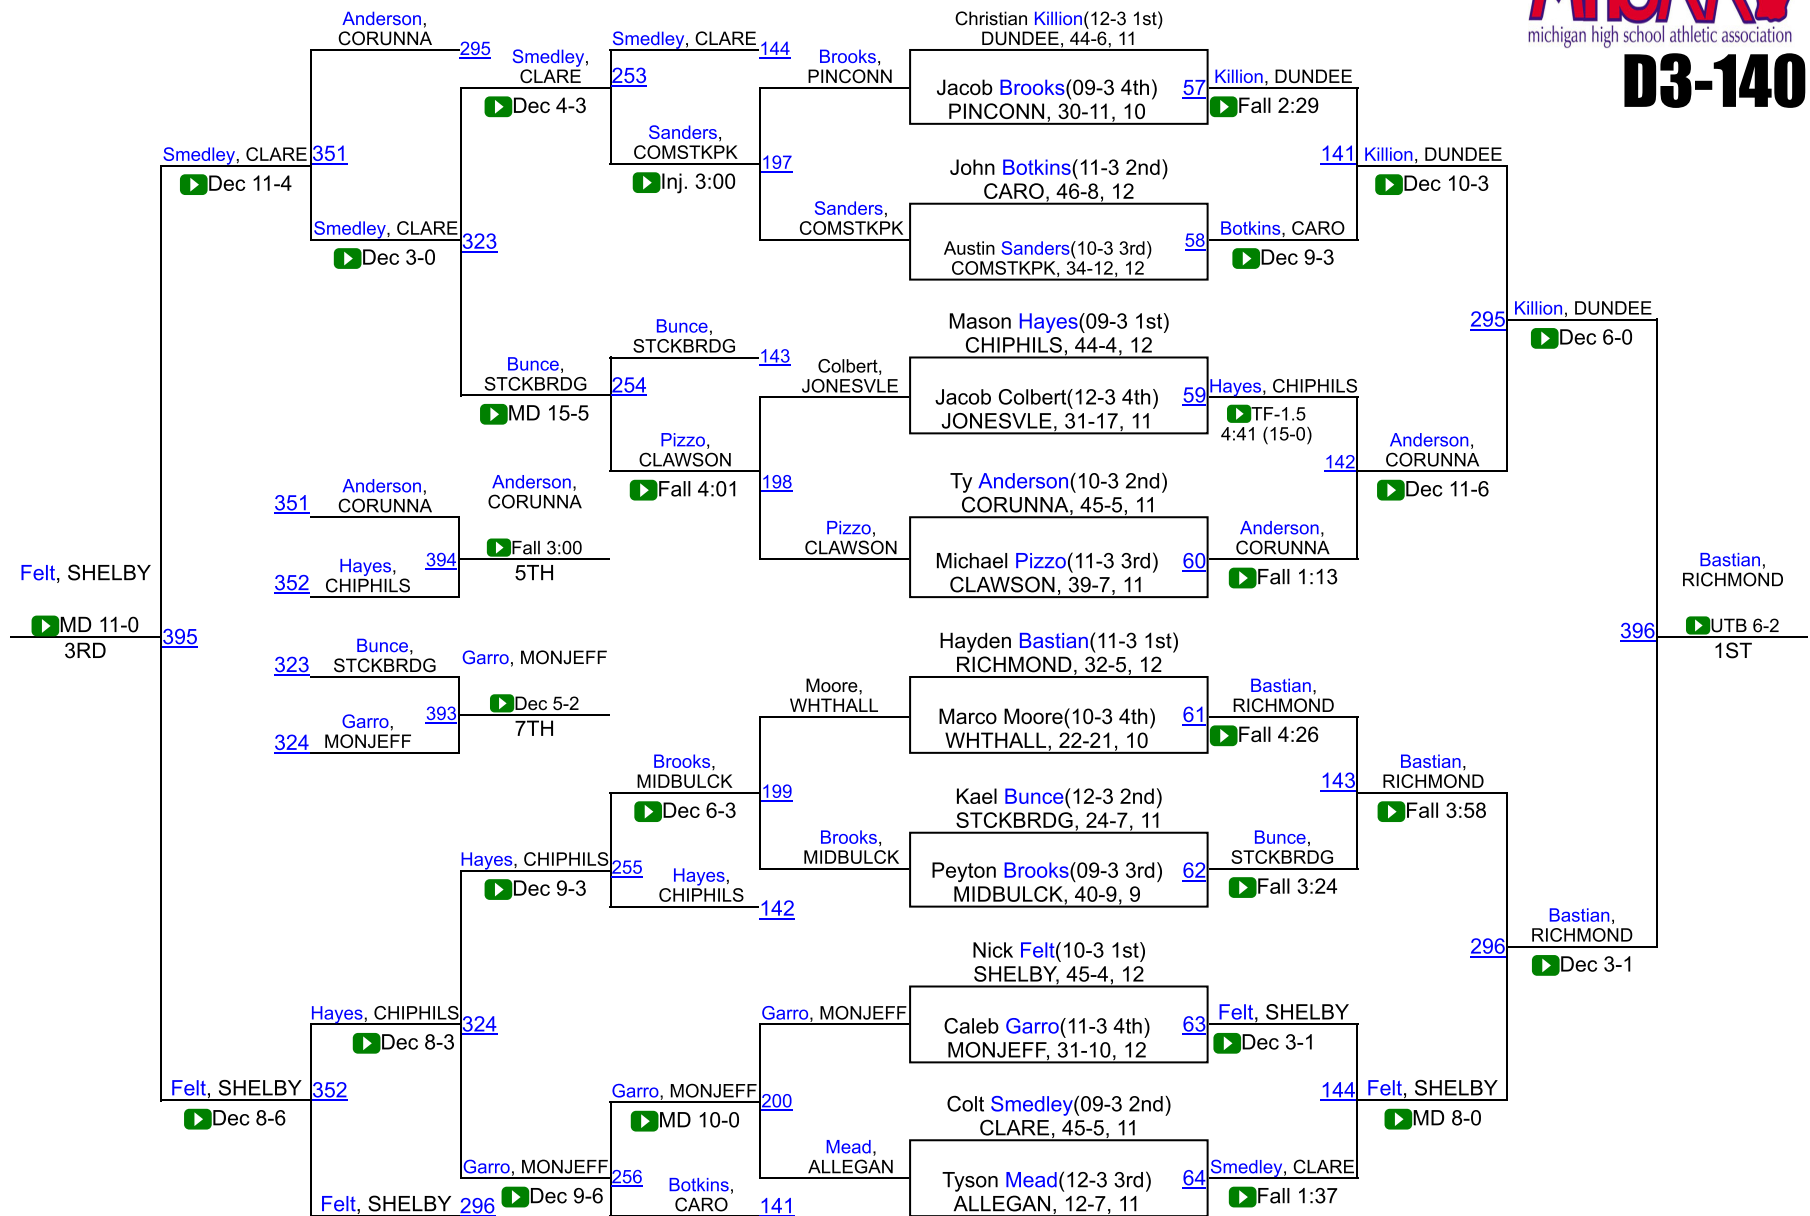 MHSAA
michigan high school athletic association
D3-140
Anderson,
CORUNNA
295
Smedley,
CLARE
Dec 4-3
Smedley, CLARE
144
253
Sanders,
COMSTKPK
Inj. 3:00
Brooks,
PINCONN
197
Sanders,
COMSTKPK
Smedley, CLARE
Dec 11-4
351
Smedley, CLARE
Dec 3-0
323
Bunce,
STCKBRDG
MD 15-5
Bunce,
STCKBRDG
143
254
Pizzo,
CLAWSON
Fall 4:01
Colbert,
JONESVLE
198
Pizzo,
CLAWSON
351
Anderson,
CORUNNA
352
Hayes,
CHIPHILS
394
Anderson,
CORUNNA
Fall 3:00
5TH
Felt, SHELBY
MD 11-0
3RD
395
323
Bunce,
STCKBRDG
324
Garro,
MONJEFF
393
Garro, MONJEFF
Dec 5-2
7TH
Brooks,
MIDBULCK
Dec 6-3
Moore,
WHTHALL
199
Brooks,
MIDBULCK
Hayes, CHIPHILS
Dec 9-3
255
Hayes,
CHIPHILS
142
Hayes, CHIPHILS
Dec 8-3
324
Felt, SHELBY
Dec 8-6
352
Garro, MONJEFF
MD 10-0
Garro, MONJEFF
200
Mead,
ALLEGAN
Garro, MONJEFF
Dec 9-6
256
Botkins,
CARO
141
Felt, SHELBY
296
Christian Killion(12-3 1st)
DUNDEE, 44-6, 11
Jacob Brooks(09-3 4th)
PINCONN, 30-11, 10
57
Killion, DUNDEE
Fall 2:29
John Botkins(11-3 2nd)
CARO, 46-8, 12
Austin Sanders(10-3 3rd)
COMSTKPK, 34-12, 12
58
Botkins, CARO
Dec 9-3
141
Killion, DUNDEE
Dec 10-3
Mason Hayes(09-3 1st)
CHIPHILS, 44-4, 12
Jacob Colbert(12-3 4th)
JONESVLE, 31-17, 11
59
Hayes, CHIPHILS
TF-1.5
4:41 (15-0)
Ty Anderson(10-3 2nd)
CORUNNA, 45-5, 11
Michael Pizzo(11-3 3rd)
CLAWSON, 39-7, 11
60
Anderson,
CORUNNA
Fall 1:13
142
Anderson,
CORUNNA
Dec 11-6
295
Killion, DUNDEE
Dec 6-0
Hayden Bastian(11-3 1st)
RICHMOND, 32-5, 12
Marco Moore(10-3 4th)
WHTHALL, 22-21, 10
61
Bastian,
RICHMOND
Fall 4:26
Kael Bunce(12-3 2nd)
STCKBRDG, 24-7, 11
Peyton Brooks(09-3 3rd)
MIDBULCK, 40-9, 9
62
Bunce,
STCKBRDG
Fall 3:24
143
Bastian,
RICHMOND
Fall 3:58
Nick Felt(10-3 1st)
SHELBY, 45-4, 12
Caleb Garro(11-3 4th)
MONJEFF, 31-10, 12
63
Felt, SHELBY
Dec 3-1
Colt Smedley(09-3 2nd)
CLARE, 45-5, 11
Tyson Mead(12-3 3rd)
ALLEGAN, 12-7, 11
64
Smedley, CLARE
Fall 1:37
144
Felt, SHELBY
MD 8-0
296
Bastian,
RICHMOND
Dec 3-1
396
Bastian,
RICHMOND
UTB 6-2
1ST